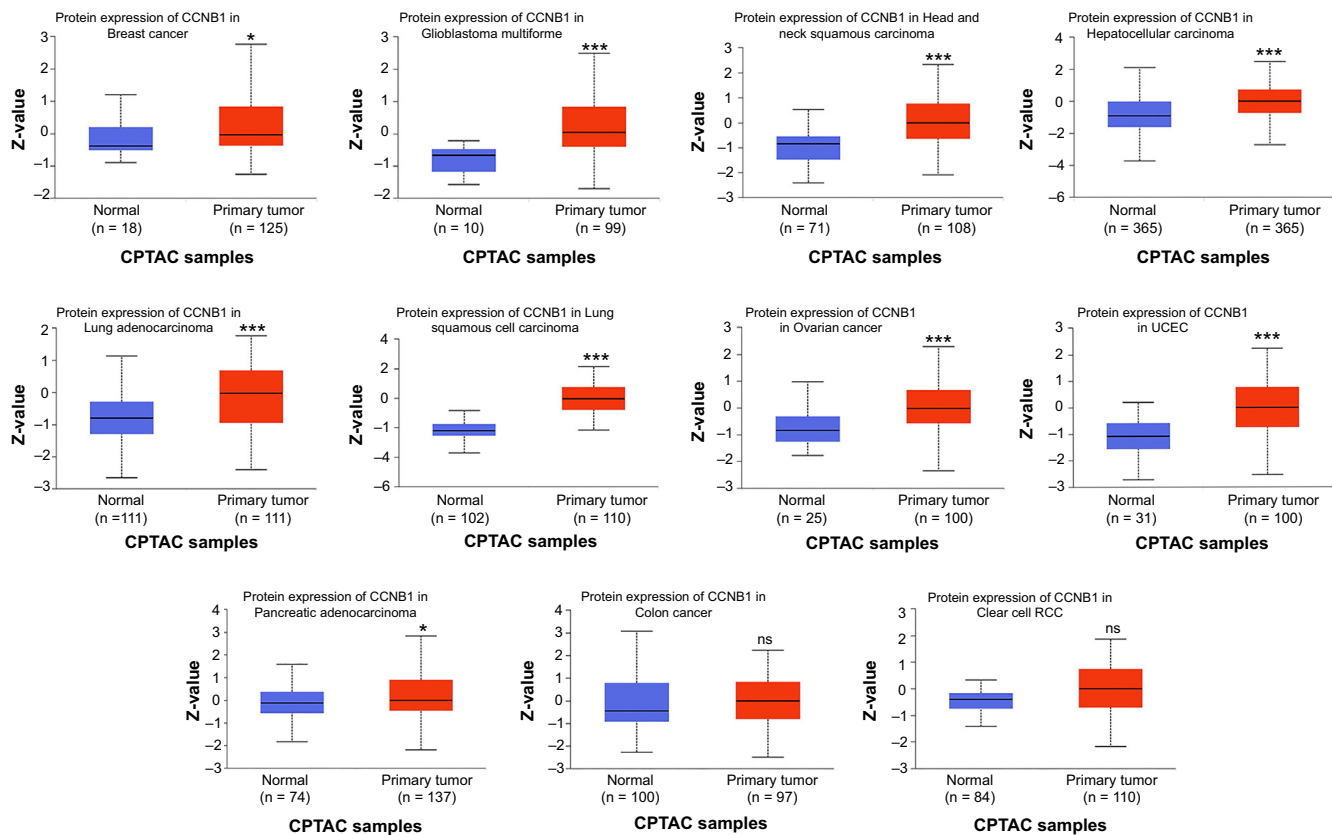 Protein expression of CCNB1 in
Breast cancer
3
*
2
1
0
–1
–2
Z-value
Normal
(n = 18)
Primary tumor
(n = 125)
CPTAC samples
Protein expression of CCNB1 in
Glioblastoma multiforme
3
***
2
1
0
–1
–2
Z-value
Normal
(n = 10)
Primary tumor
(n = 99)
CPTAC samples
Protein expression of CCNB1 in Head and
neck squamous carcinoma
3
***
2
1
0
–1
–2
–3
Z-value
Normal
(n = 71)
Primary tumor
(n = 108)
CPTAC samples
Protein expression of CCNB1 in
Hepatocellular carcinoma
4
***
2
0
–2
–4
–6
Z-value
Normal
(n = 365)
Primary tumor
(n = 365)
CPTAC samples
Protein expression of CCNB1 in
Lung adenocarcinoma
2
***
1
0
–1
–2
–3
Z-value
Normal
(n =111)
Primary tumor
(n = 111)
CPTAC samples
Protein expression of CCNB1 in Lung
squamous cell carcinoma
4
***
2
0
–2
–4
–6
Z-value
Normal
(n = 102)
Primary tumor
(n = 110)
CPTAC samples
Protein expression of CCNB1
in Ovarian cancer
3
***
2
1
0
–1
–2
–3
Z-value
Normal
(n = 25)
Primary tumor
(n = 100)
CPTAC samples
Protein expression of CCNB1
in UCEC
3
***
2
1
0
–1
–2
–3
Z-value
Normal
(n = 31)
Primary tumor
(n = 100)
CPTAC samples
Protein expression of CCNB1 in
Pancreatic adenocarcinoma
4
*
3
2
1
0
–1
–2
–3
Z-value
Normal
(n = 74)
Primary tumor
(n = 137)
CPTAC samples
Protein expression of CCNB1 in
Colon cancer
4
ns
3
2
1
0
–1
–2
–3
Z-value
Normal
(n = 100)
Primary tumor
(n = 97)
CPTAC samples
Protein expression of CCNB1 in
Clear cell RCC
3
ns
2
1
0
–1
–2
–3
Z-value
Normal
(n = 84)
Primary tumor
(n = 110)
CPTAC samples